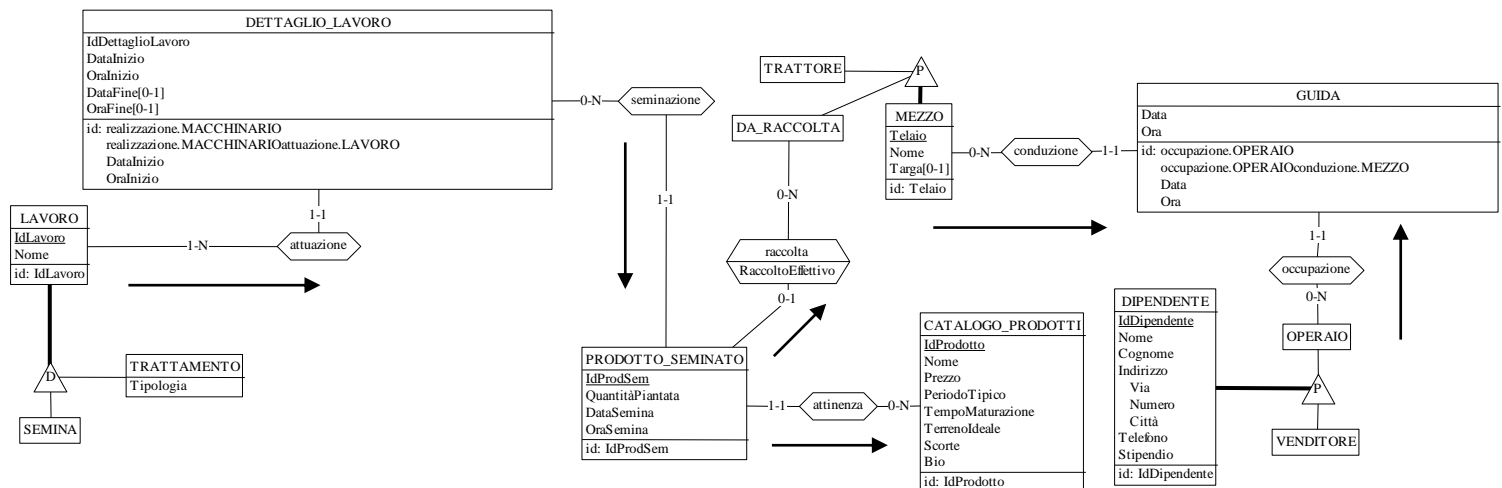 DETTAGLIO_LAVORO
IdDettaglioLavoro
DataInizio
OraInizio
DataFine[0-1]
OraFine[0-1]
id: realizzazione.MACCHINARIO
realizzazione.MACCHINARIOattuazione.LAVORO
DataInizio
OraInizio
0-N
seminazione
1-1
1-1
attuazione
1-N
LAVORO
IdLavoro
Nome
id: IdLavoro
D
TRATTAMENTO
Tipologia
SEMINA
TRATTORE
P
DA_RACCOLTA
MEZZO
Telaio
Nome
Targa[0-1]
id: Telaio
0-N
conduzione
1-1
GUIDA
Data
Ora
id: occupazione.OPERAIO
occupazione.OPERAIOconduzione.MEZZO
Data
Ora
0-N
raccolta
RaccoltoEffettivo
0-1
PRODOTTO_SEMINATO
IdProdSem
QuantitàPiantata
DataSemina
OraSemina
id: IdProdSem
1-1
attinenza
0-N
CATALOGO_PRODOTTI
IdProdotto
Nome
Prezzo
PeriodoTipico
TempoMaturazione
TerrenoIdeale
Scorte
Bio
id: IdProdotto
1-1
occupazione
0-N
OPERAIO
P
VENDITORE
DIPENDENTE
IdDipendente
Nome
Cognome
Indirizzo
Via
Numero
Città
Telefono
Stipendio
id: IdDipendente